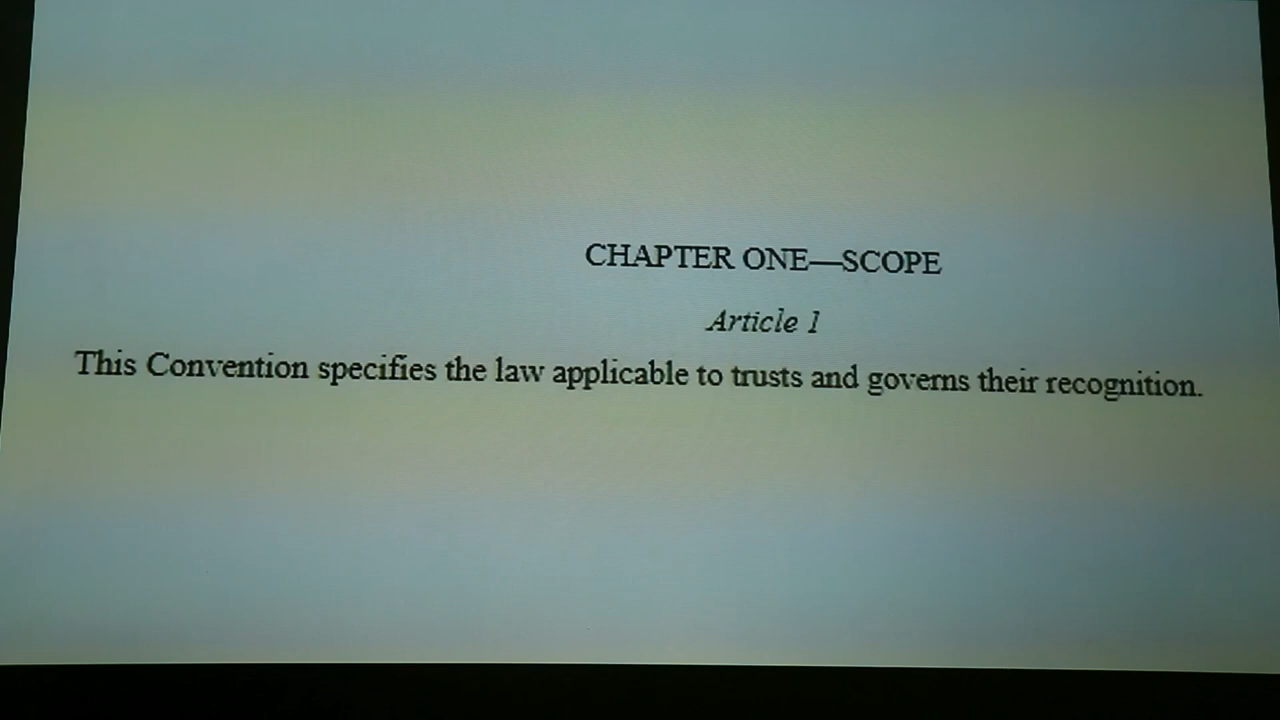 CHAPTER ONE—SCOPE
Article 1
This Convention specifies the law applicable to trusts and governs their recognition.